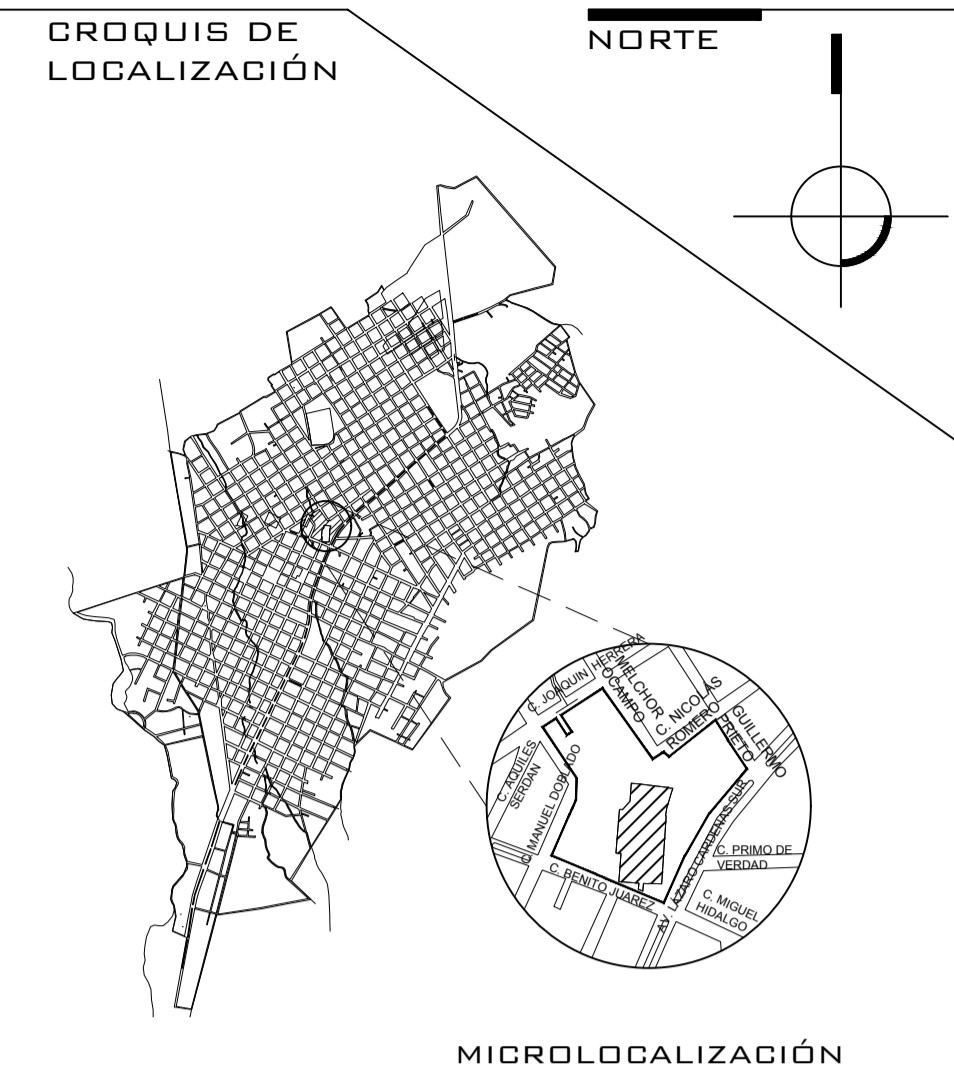 CROQUIS DE
LOCALIZACIÓN
NORTE
C. JOAQUIN HERRERA
MELCHOR
OCAMPO
C. NICOLAS
ROMERO
GUILLERMO
PRIETO
C. AQUILES
SERDAN
C. MANUEL DOBLADO
AV. LAZARO CARDENAS SUR
C. PRIMO DE
VERDAD
C. BENITO JUAREZ
C. MIGUEL
HIDALGO
MICROLOCALIZACIÓN